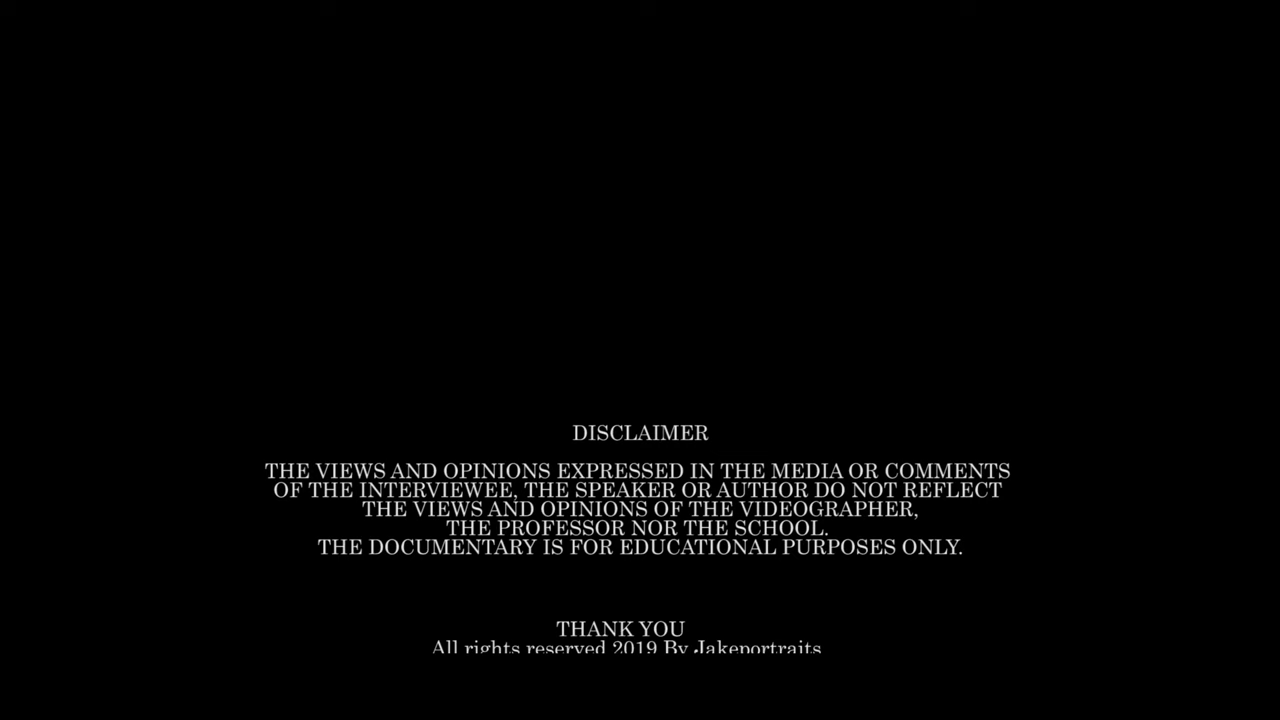 DISCLAIMER
THE VIEWS AND OPINIONS EXPRESSED IN THE MEDIA OR COMMENTS
OF THE INTERVIEWEE, THE SPEAKER OR AUTHOR DO NOT REFLECT
THE VIEWS AND OPINIONS OF THE VIDEOGRAPHER,
THE PROFESSOR NOR THE SCHOOL.
THE DOCUMENTARY IS FOR EDUCATIONAL PURPOSES ONLY.
THANK YOU
All rights reserved 2019 By Jakeportraits